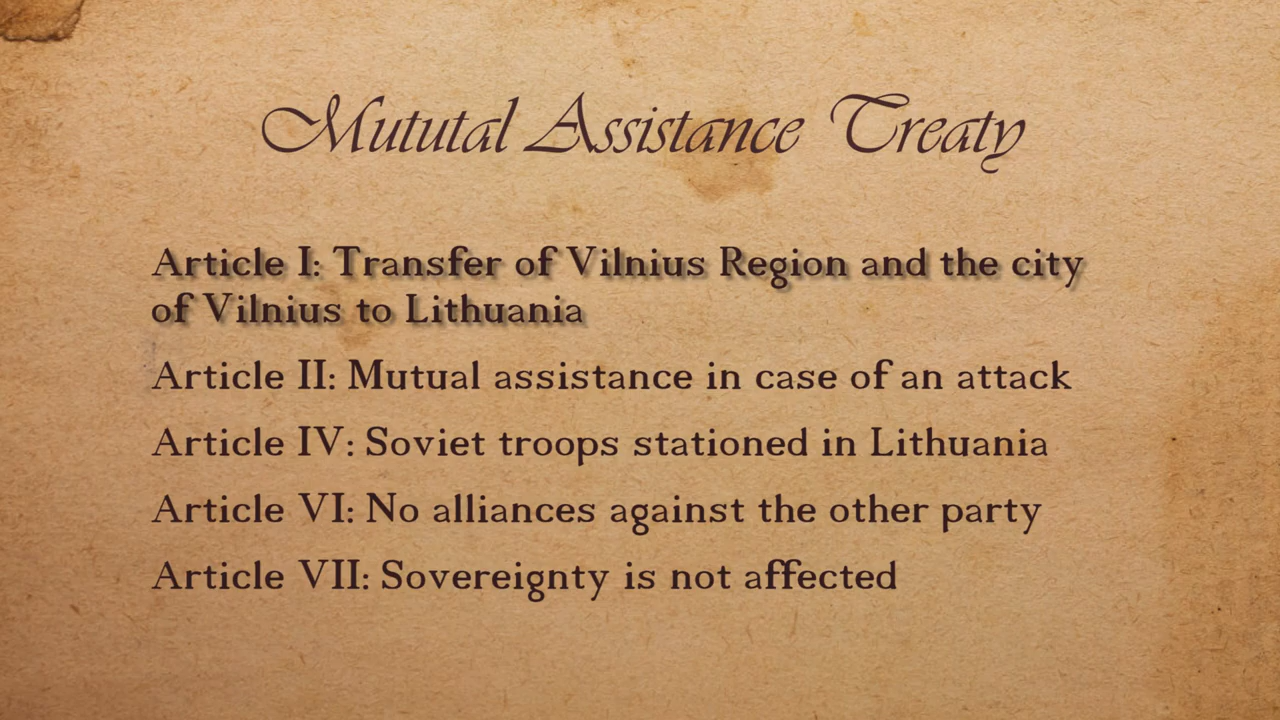 Mututal Assistance Treaty
Article I: Transfer of Vilnius Region and the city
of Vilnius to Lithuania
Article II: Mutual assistance in case of an attack
Article IV: Soviet troops stationed in Lithuania
Article VI: No alliances against the other party
Article VII: Sovereignty is not affected